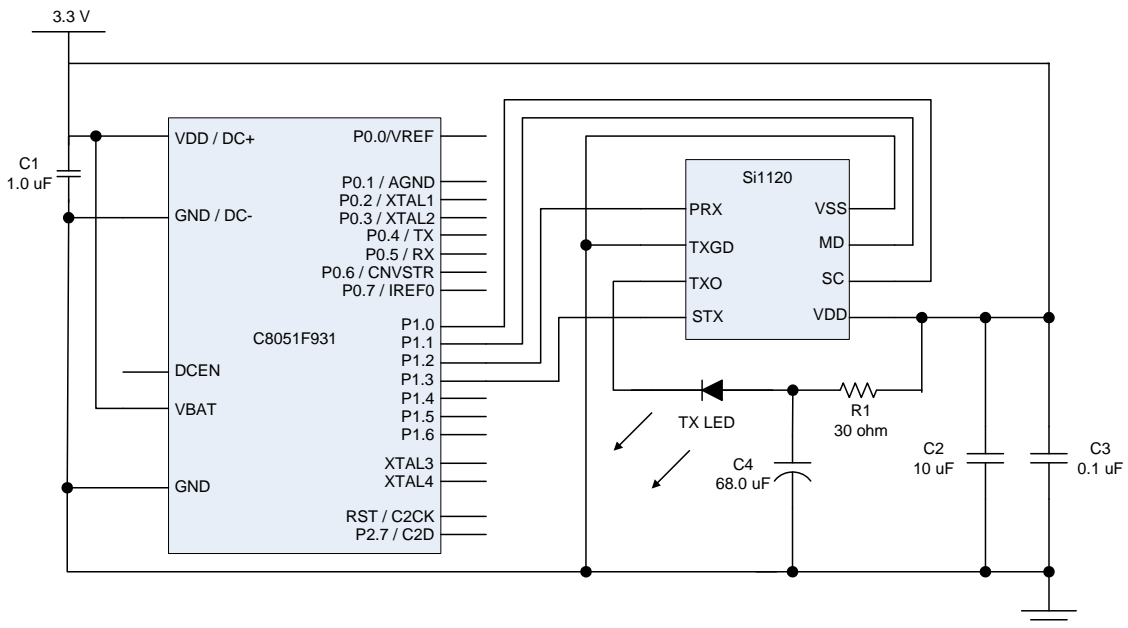 3.3 V
C1
1.0 uF
VDD / DC+
GND / DC-
C8051F931
DCEN
VBAT
GND
P0.0/VREF
P0.1 / AGND
P0.2 / XTAL1
P0.3 / XTAL2
P0.4 / TX
P0.5 / RX
P0.6 / CNVSTR
P0.7 / IREF0
P1.0
P1.1
P1.2
P1.3
P1.4
P1.5
P1.6
XTAL3
XTAL4
RST / C2CK
P2.7 / C2D
Si1120
PRX
TXGD
TXO
STX
VSS
MD
SC
VDD
TX LED
R1
30 ohm
C4
68.0 uF
C2
10 uF
C3
0.1 uF